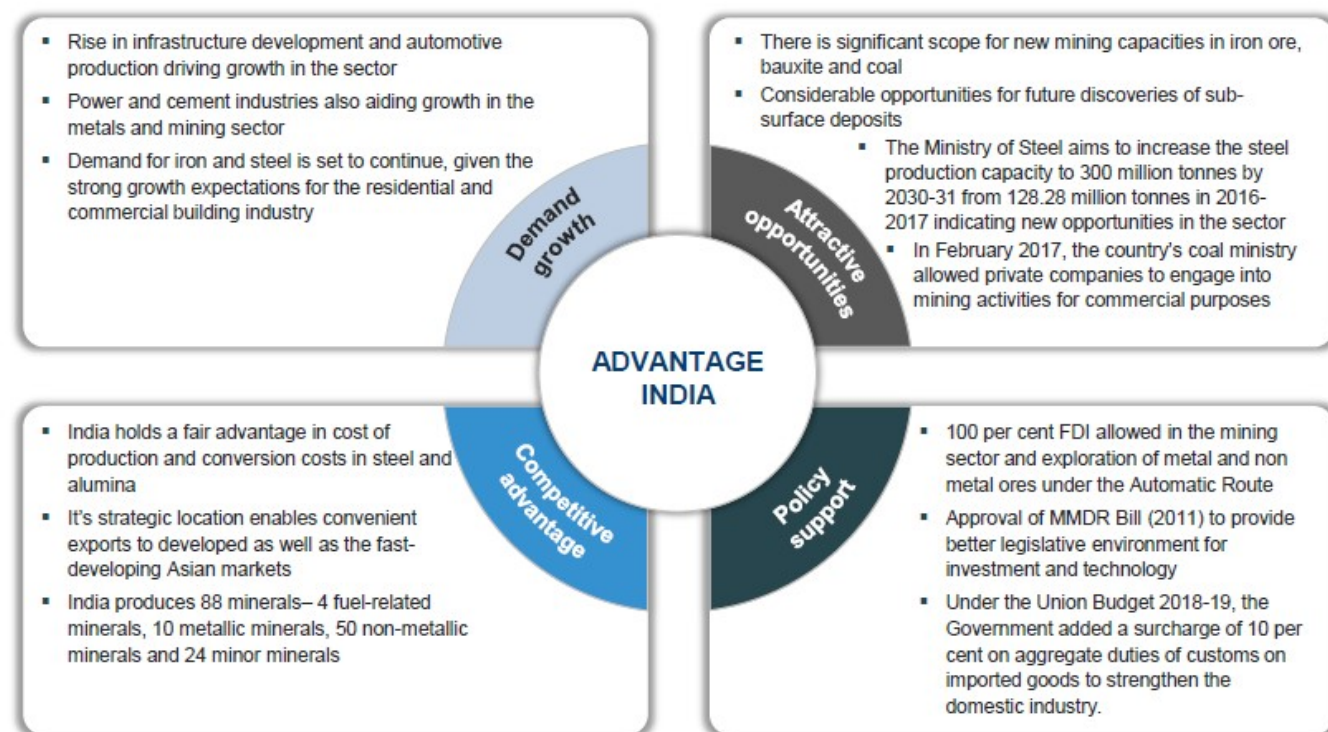 ▪ Rise in infrastructure development and automotive
production driving growth in the sector
▪ Power and cement industries also aiding growth in the
metals and mining sector
▪ Demand for iron and steel is set to continue, given the
strong growth expectations for the residential and
commercial building industry
Demand
growth
▪ There is significant scope for new mining capacities in iron ore,
bauxite and coal
▪ Considerable opportunities for future discoveries of sub-
surface deposits
▪ The Ministry of Steel aims to increase the steel
production capacity to 300 million tonnes by
2030-31 from 128.28 million tonnes in 2016-
2017 indicating new opportunities in the sector
▪ In February 2017, the country's coal ministry
allowed private companies to engage into
mining activities for commercial purposes
Attractive
opportunities
ADVANTAGE
INDIA
▪ India holds a fair advantage in cost of
production and conversion costs in steel and
alumina
▪ It's strategic location enables convenient
exports to developed as well as the fast-
developing Asian markets
▪ India produces 88 minerals– 4 fuel-related
minerals, 10 metallic minerals, 50 non-metallic
minerals and 24 minor minerals
Competitive
advantage
Policy
support
▪ 100 per cent FDI allowed in the mining
sector and exploration of metal and non
metal ores under the Automatic Route
▪ Approval of MMDR Bill (2011) to provide
better legislative environment for
investment and technology
▪ Under the Union Budget 2018-19, the
Government added a surcharge of 10 per
cent on aggregate duties of customs on
imported goods to strengthen the
domestic industry.